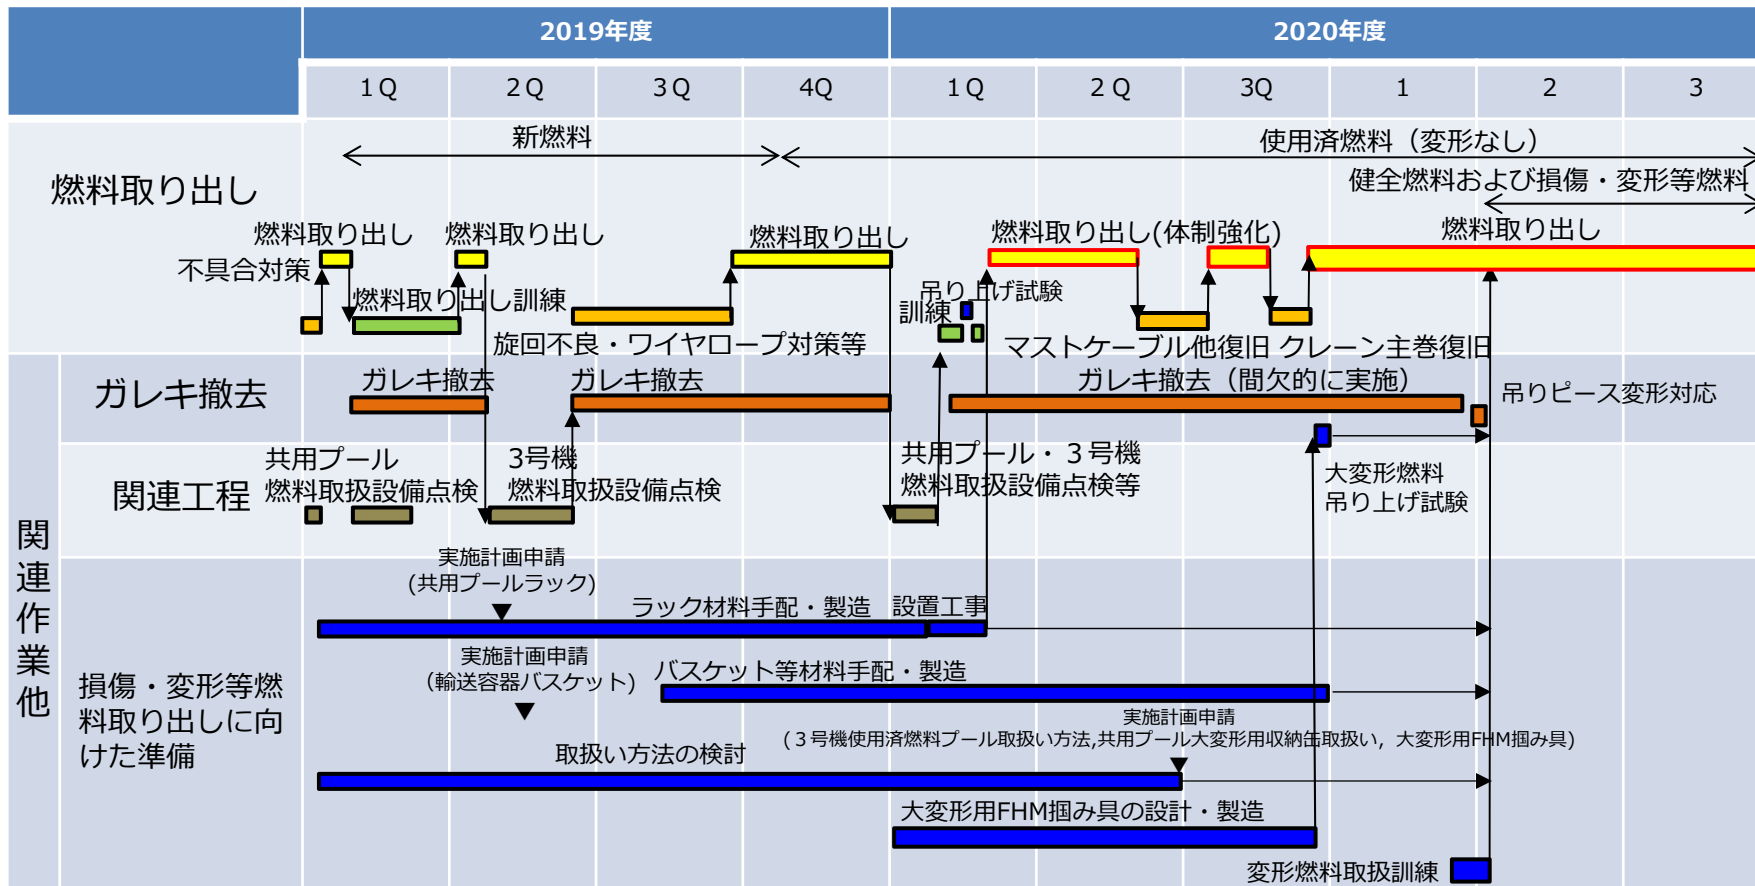 2019年度
2020年度
１Ｑ
２Ｑ
３Ｑ
4Q
１Ｑ
２Ｑ
3Q
1
2
3
燃料取り出し
新燃料
使用済燃料（変形なし）
健全燃料および損傷・変形等燃料
燃料取り出し
燃料取り出し
燃料取り出し
燃料取り出し(体制強化)
燃料取り出し
不具合対策
燃料取り出し訓練
吊り上げ試験
訓練
旋回不良・ワイヤロープ対策等
マストケーブル他復旧
クレーン主巻復旧
関連作業他
ガレキ撤去
ガレキ撤去
ガレキ撤去
ガレキ撤去（間欠的に実施）
吊りピース変形対応
関連工程
共用プール
燃料取扱設備点検
3号機
燃料取扱設備点検
共用プール・３号機
燃料取扱設備点検等
大変形燃料
吊り上げ試験
損傷・変形等燃
料取り出しに向
けた準備
実施計画申請
(共用プールラック)
ラック材料手配・製造
設置工事
実施計画申請
（輸送容器バスケット）
バスケット等材料手配・製造
実施計画申請
(３号機使用済燃料プール取扱い方法,共用プール大変形用収納缶取扱い，大変形用FHM掴み具)
取扱い方法の検討
大変形用FHM掴み具の設計・製造
変形燃料取扱訓練